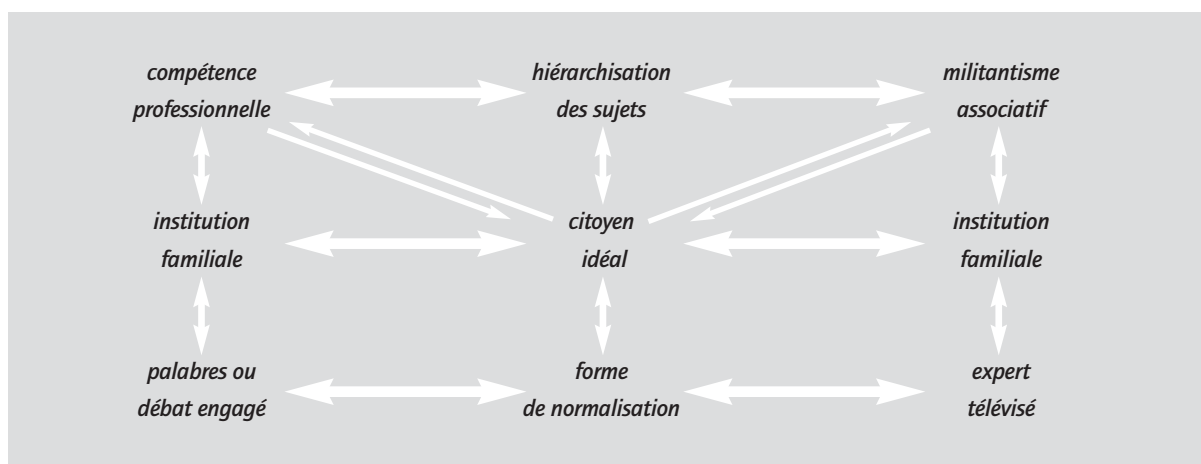 compétence
professionnelle
hiérarchisation
des sujets
militantisme
associatif
institution
familiale
citoyen
idéal
institution
familiale
palabres ou
débat engagé
forme
de normalisation
expert
télévisé